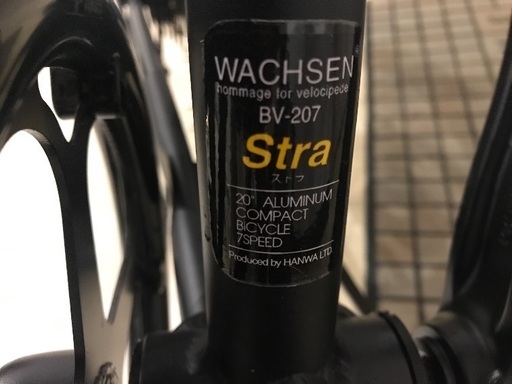 WACHSEN
hommage for velocipede
BV-207
Stra
ストラ
20" ALUMINUM
COMPACT
BICYCLE
7SPEED
Produced by HANWA LTD.